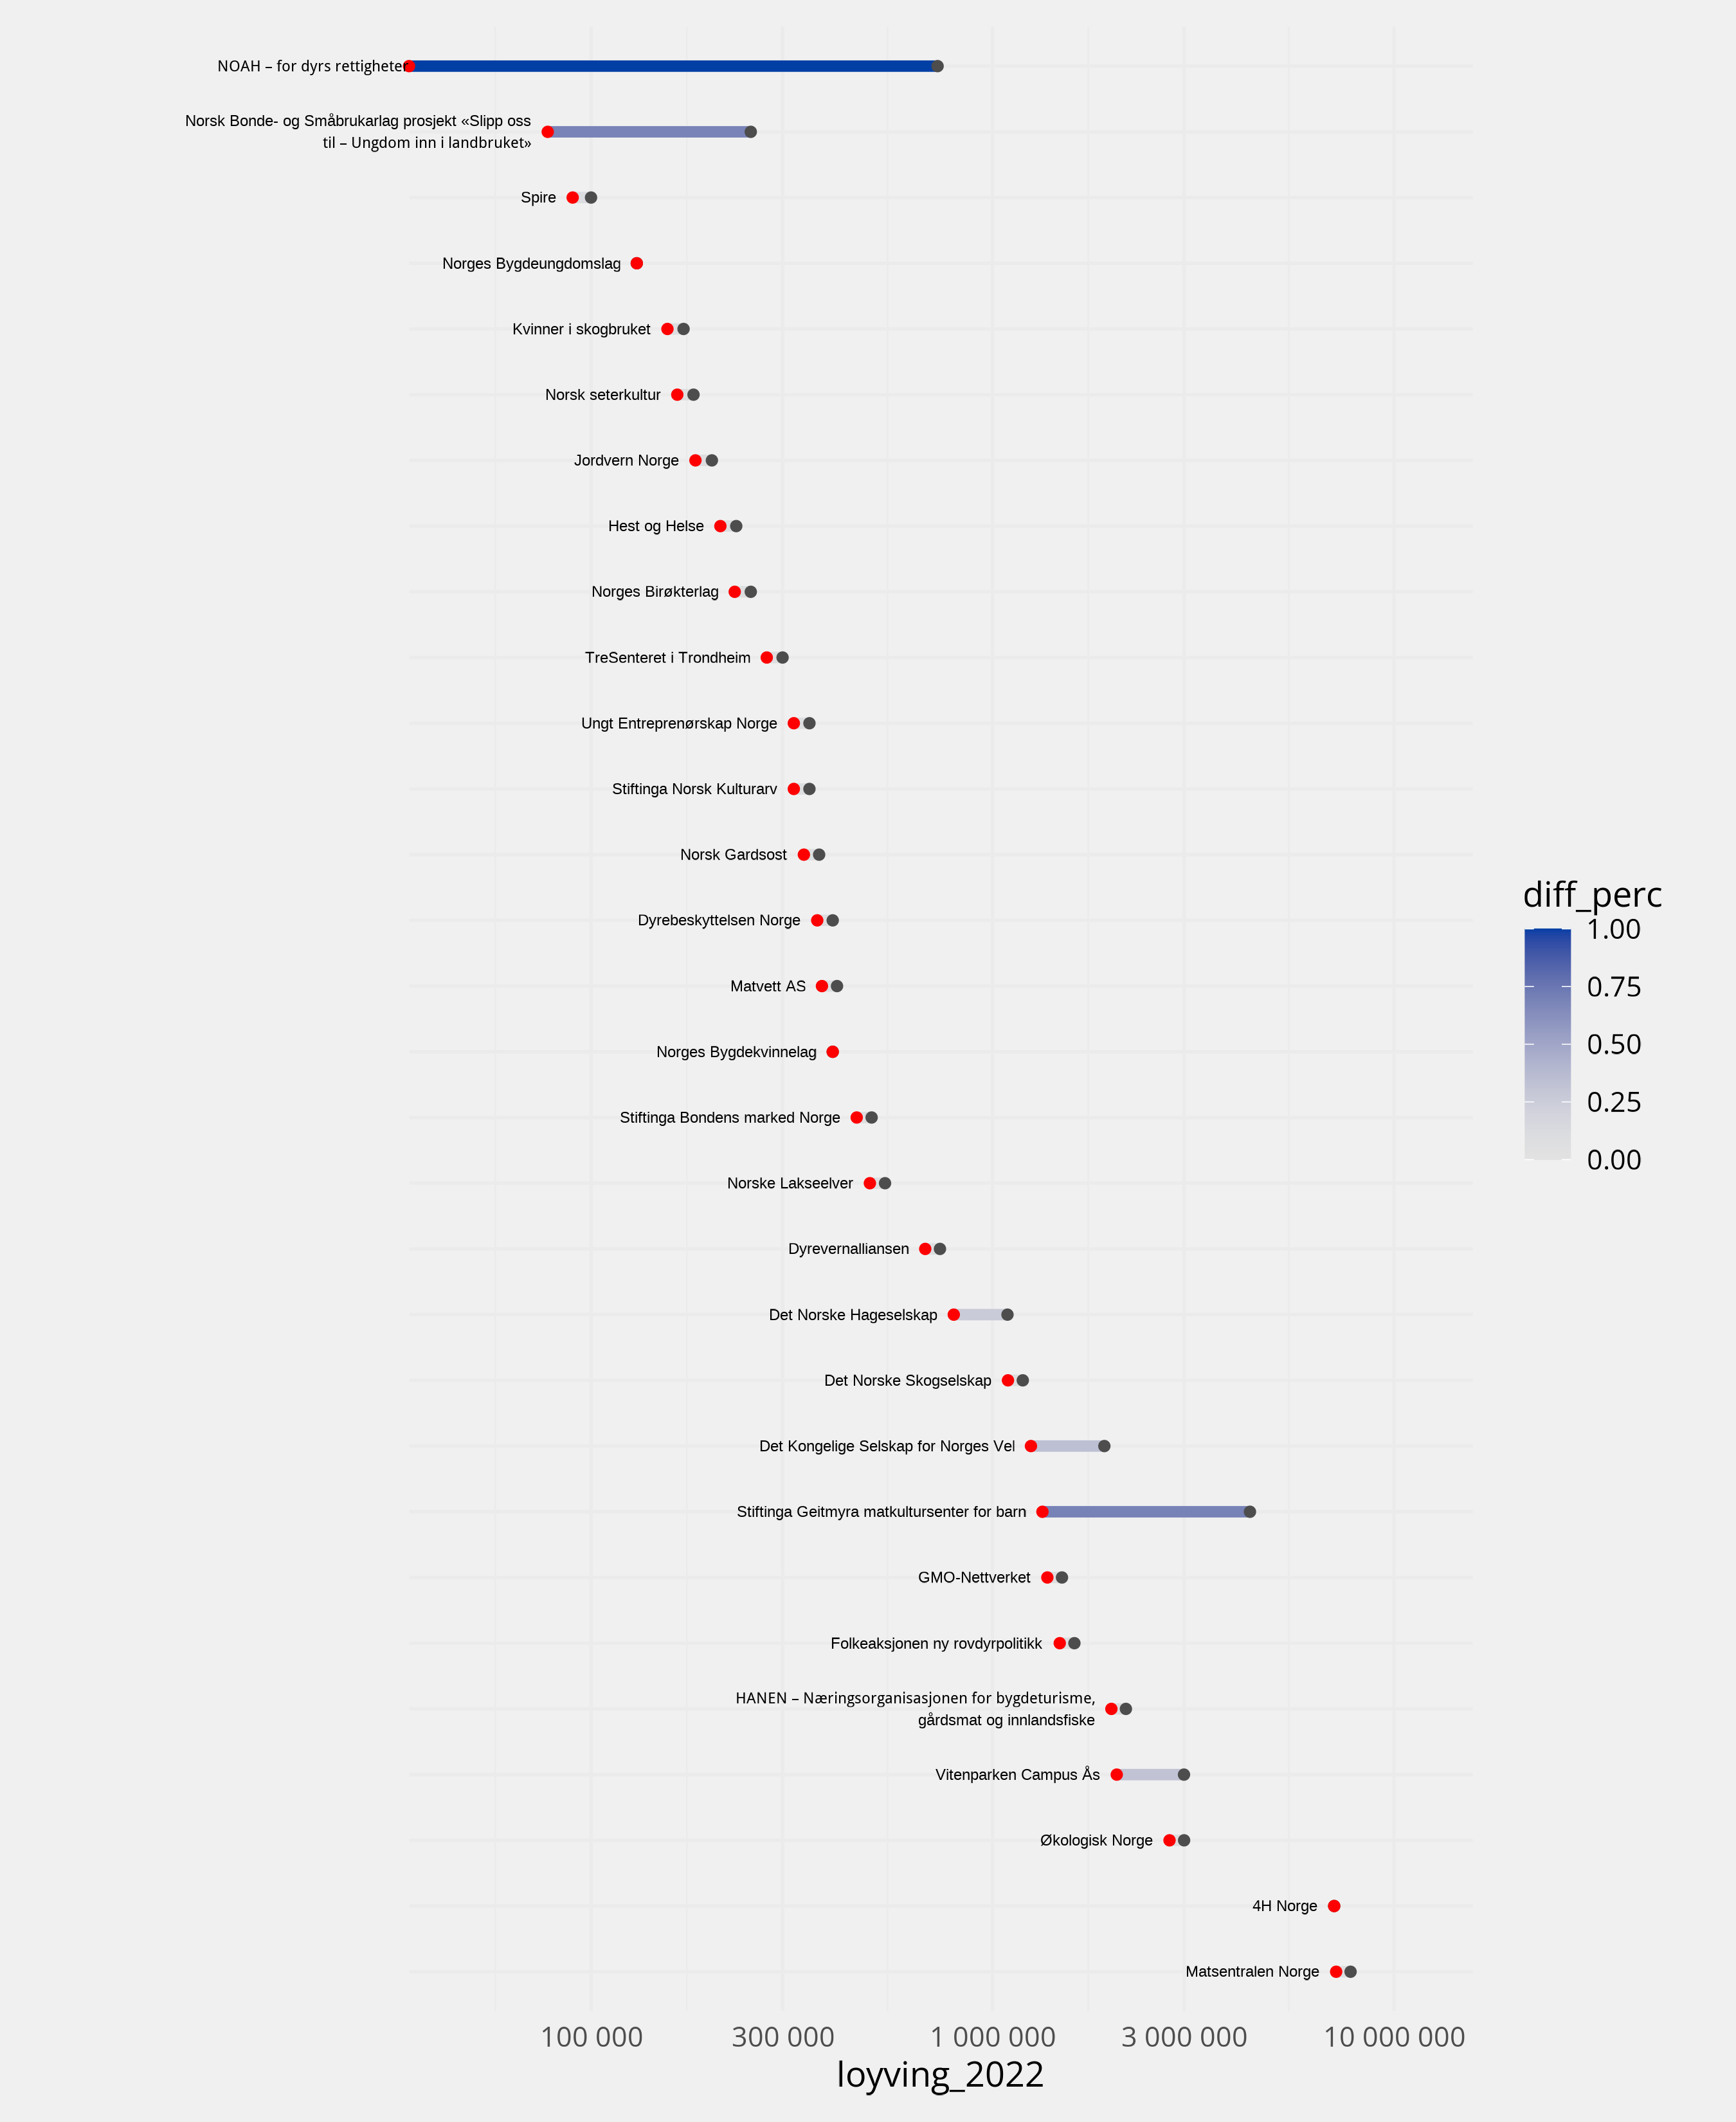 NOAH – for dyrs rettigheter
Norsk Bonde- og Småbrukarlag prosjekt «Slipp oss
til – Ungdom inn i landbruket»
Spire
Norges Bygdeungdomslag
Kvinner i skogbruket
Norsk seterkultur
Jordvern Norge
Hest og Helse
Norges Birøkterlag
TreSenteret i Trondheim
Ungt Entreprenørskap Norge
Stiftinga Norsk Kulturarv
Norsk Gardsost
Dyrebeskyttelsen Norge
Matvett AS
Norges Bygdekvinnelag
Stiftinga Bondens marked Norge
Norske Lakseelver
Dyrevernalliansen
Det Norske Hageselskap
Det Norske Skogselskap
Det Kongelige Selskap for Norges Vel
Stiftinga Geitmyra matkultursenter for barn
GMO-Nettverket
Folkeaksjonen ny rovdyrpolitikk
HANEN – Næringsorganisasjonen for bygdeturisme,
gårdsmat og innlandsfiske
Vitenparken Campus Ås
Økologisk Norge
4H Norge
Matsentralen Norge
100 000 300 000 1 000 000 3 000 000 10 000 000
loyving_2022
diff_perc
1.00
0.75
0.50
0.25
0.00